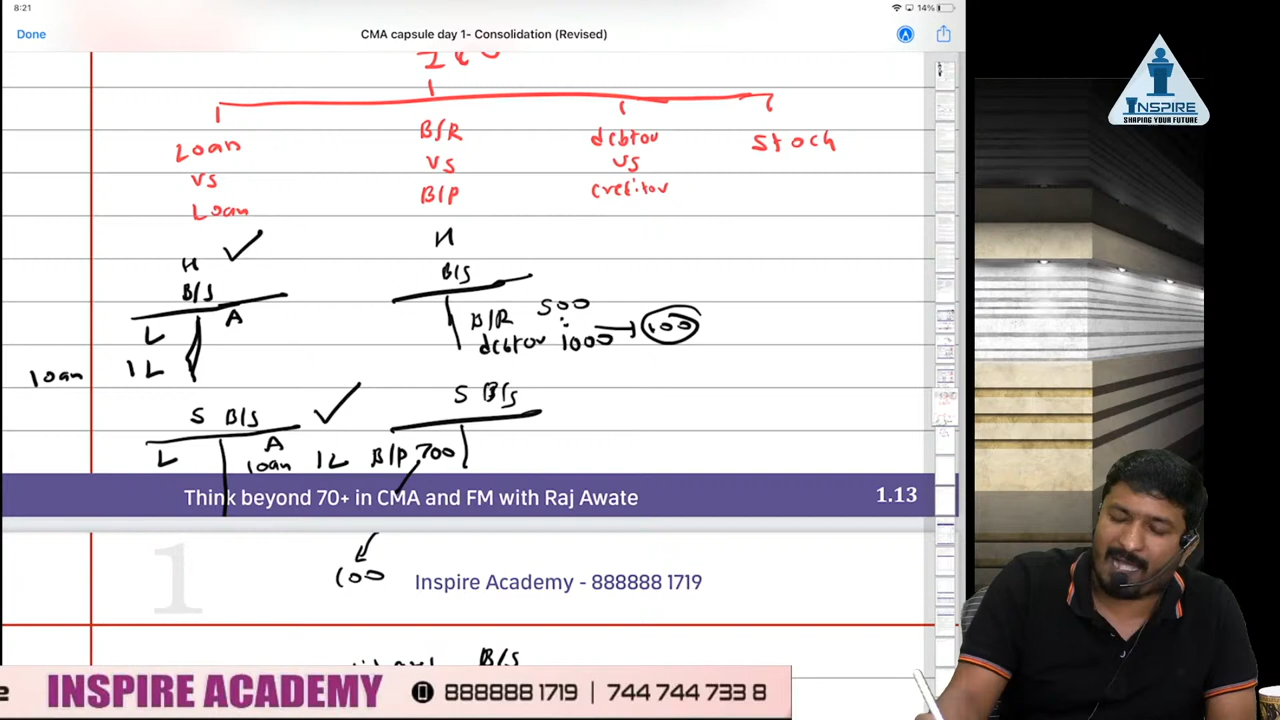 8:21
14%
Done
CMA capsule day 1- Consolidation (Revised)
INSPIRE
SHAPING YOUR FUTURE
Loan
vs
Loan
B/R
vs
B/P
debtor
vs
creditor
stock
H
B/S
L
A
loan
1L
H
B/S
B/R 500
debtor 1000
100
S B/S
L
A
loan 1L
S B/S
B/P 700
100
Think beyond 70+ in CMA and FM with Raj Awate
1.13
1
Inspire Academy - 888888 1719
B/S
INSPIRE ACADEMY
888888 1719 | 744 744 733 8